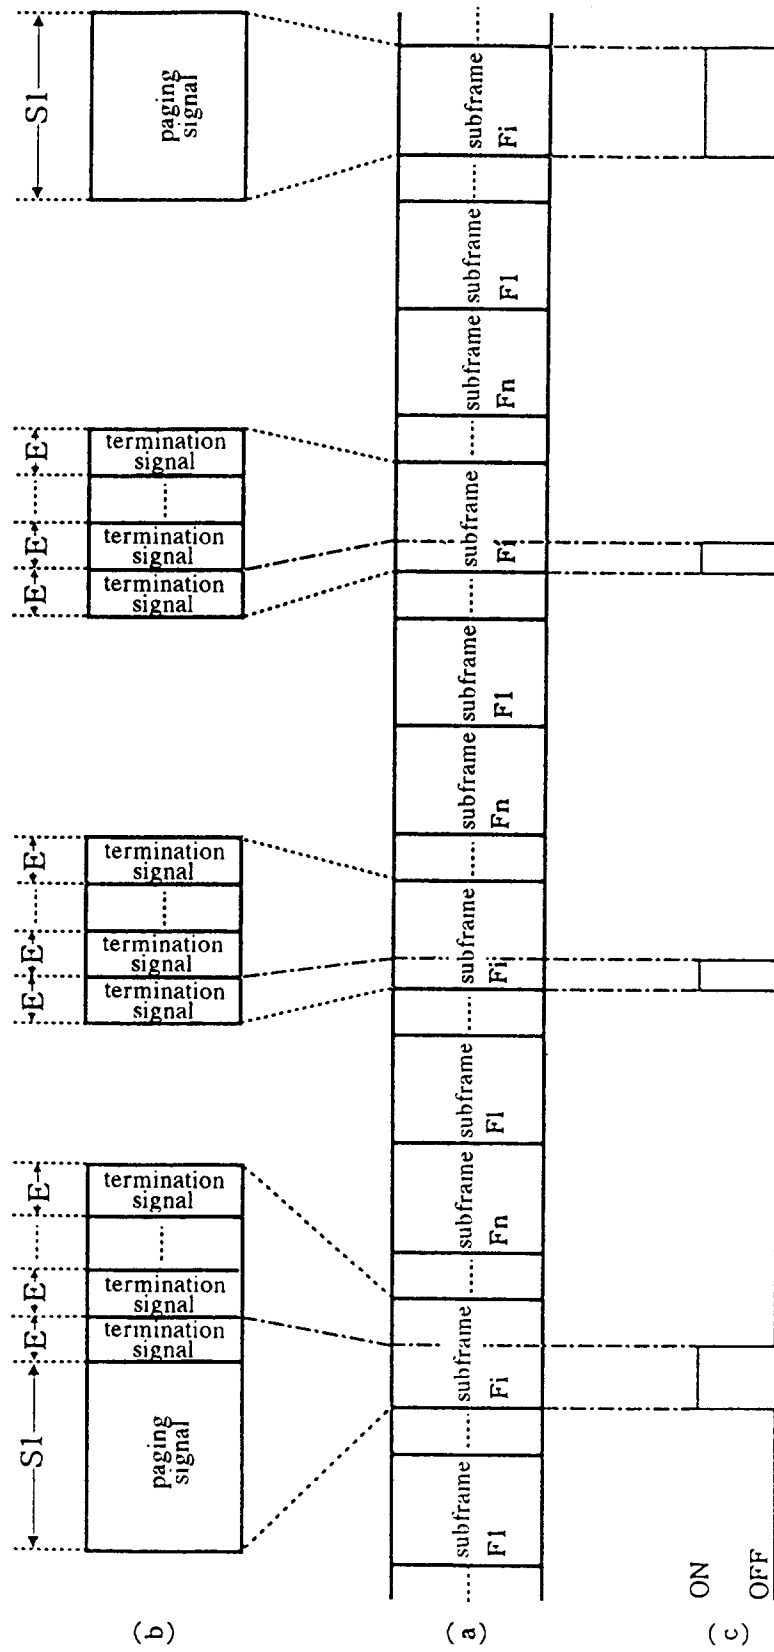 S1 E E ...... E E E ...... E E E ...... E S1
(b)
paging
signal
termination
signal
termination
signal
......
termination
signal
termination
signal
termination
signal
......
termination
signal
termination
signal
termination
signal
......
termination
signal
paging
signal
(a)
......
subframe
F1
......
subframe
Fi
......
subframe
Fn
subframe
F1
......
subframe
Fi
......
subframe
Fn
subframe
F1
......
subframe
Fi
......
subframe
Fn
subframe
F1
......
subframe
Fi
......
ON
(c)
OFF